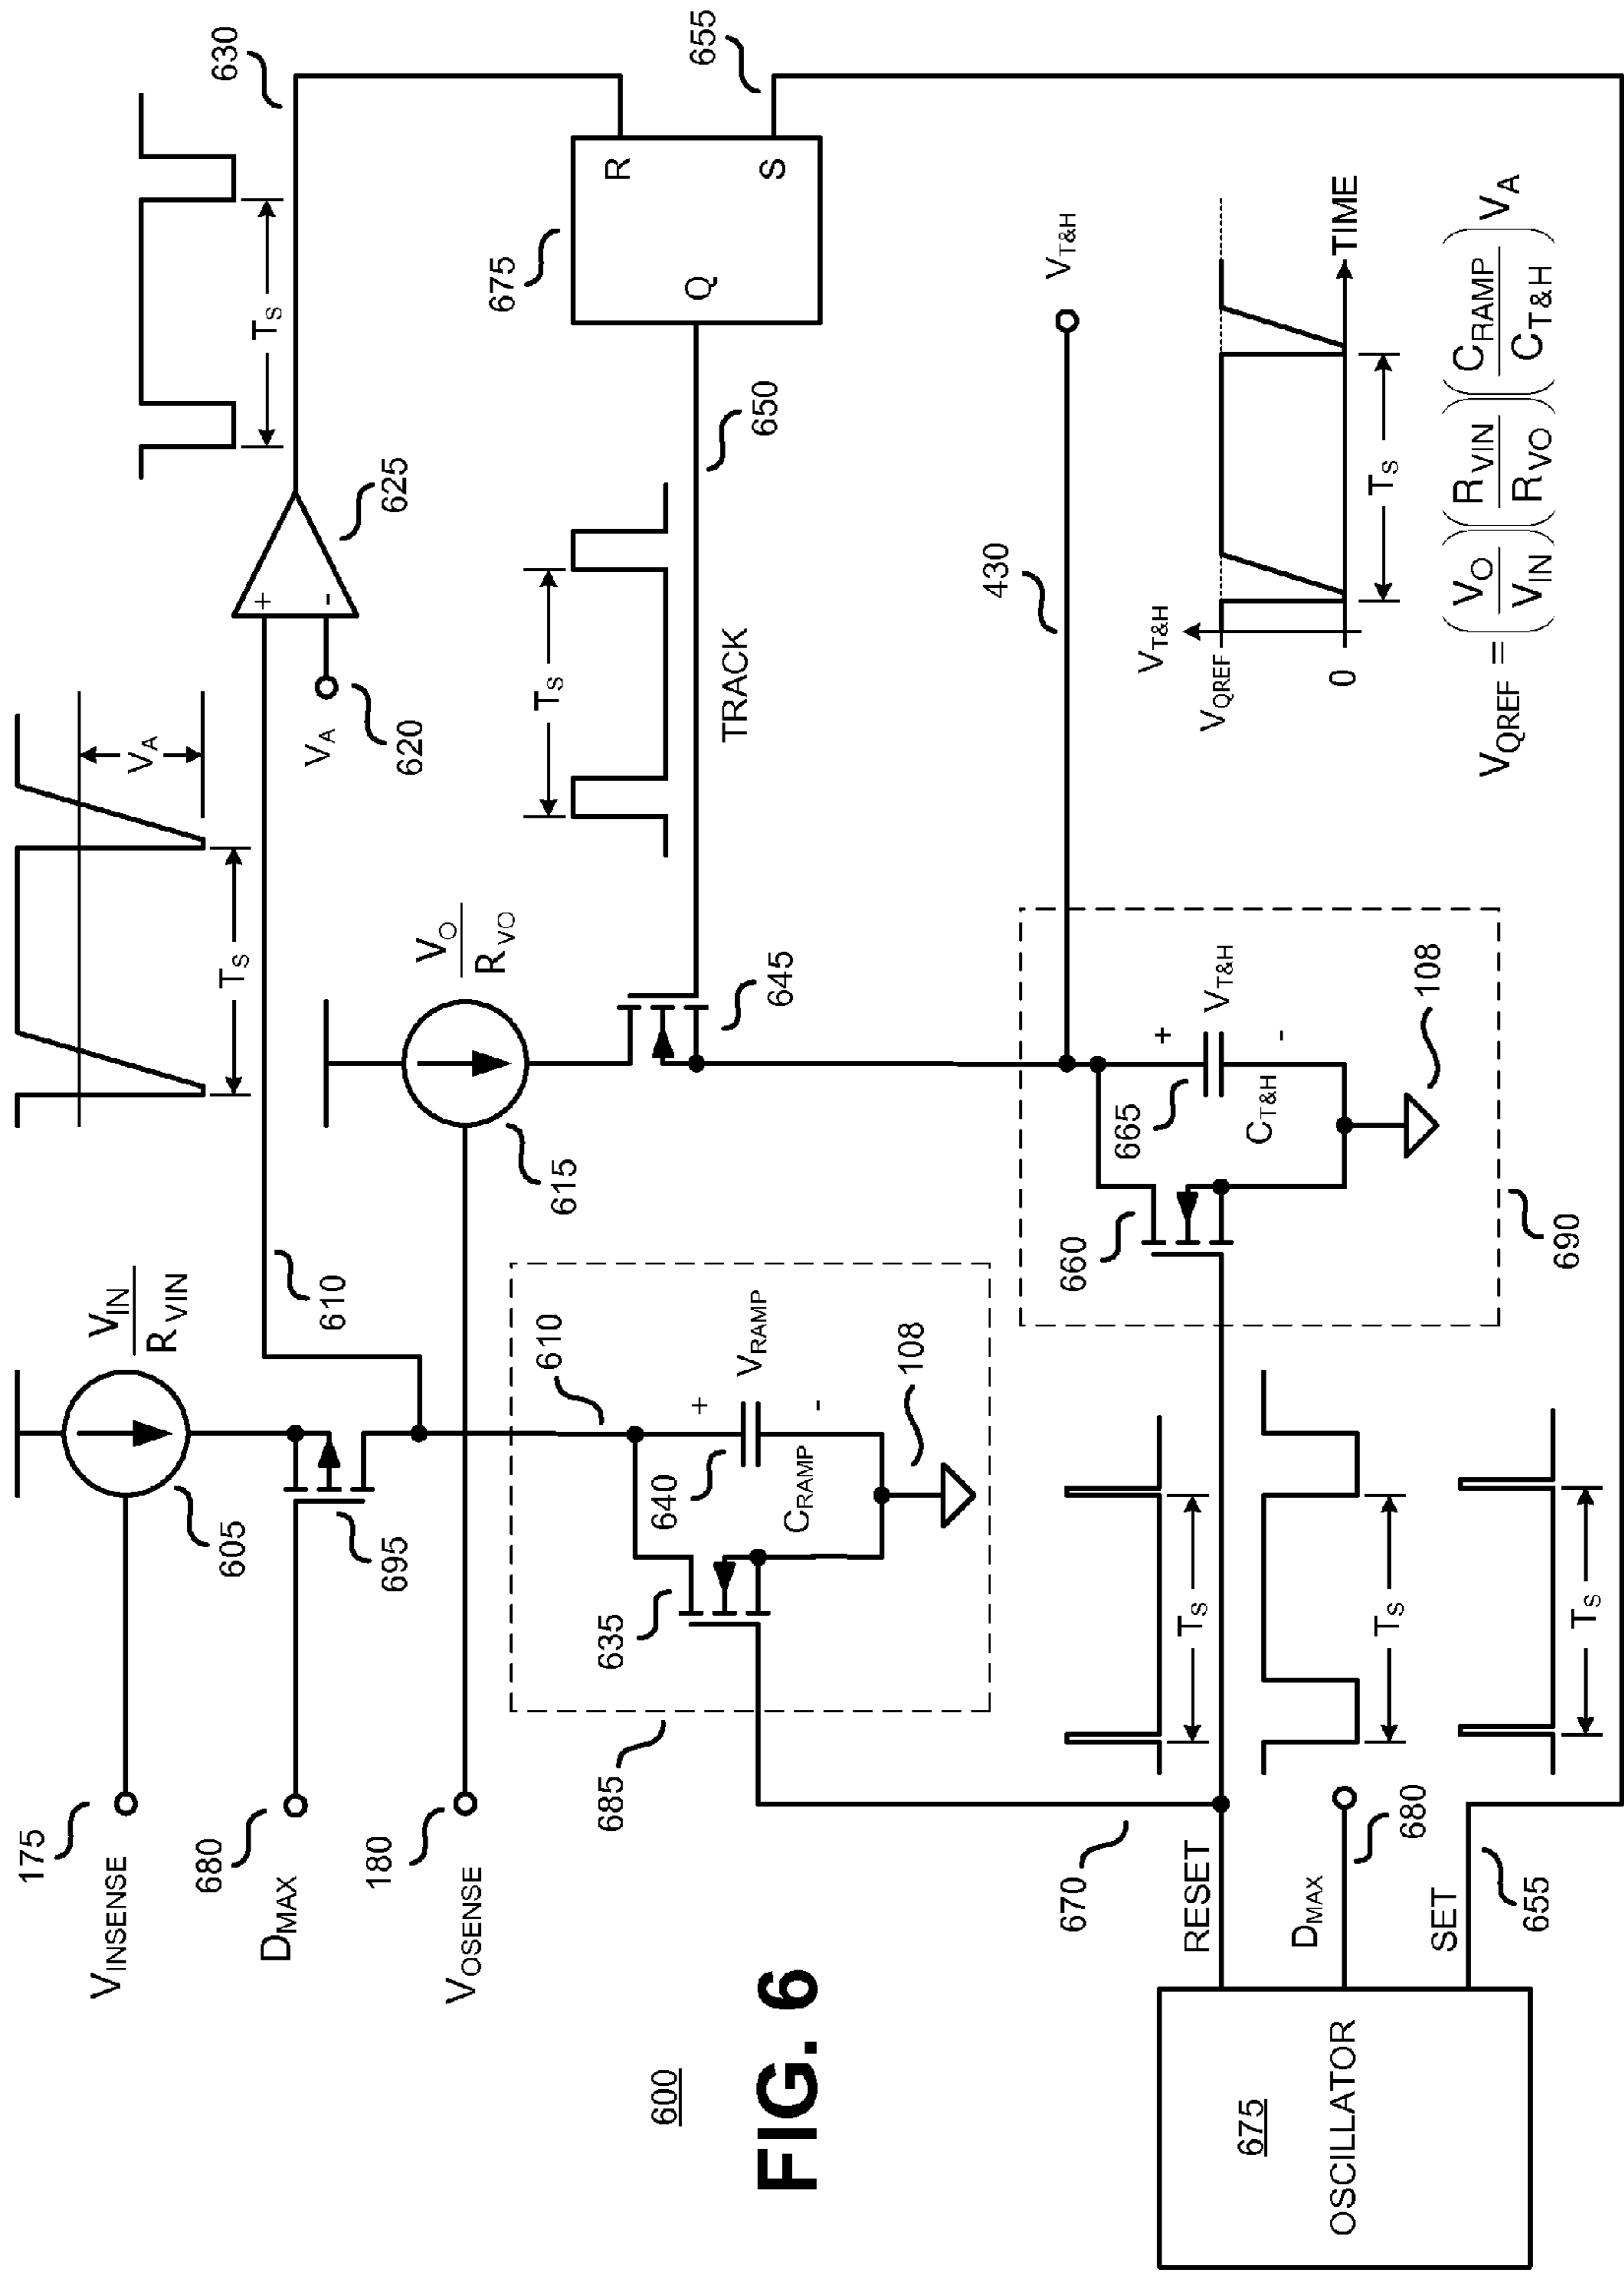 175
V_INSENSE
680
D_MAX
180
V_OSENSE
V_IN
R_VIN
605
695
610
T_S
V_A
V_A
620
+
-
625
630
T_S
V_O
R_VO
615
645
T_S
TRACK
650
675
R
Q
S
655
685
635
640
C_RAMP
610
+
V_RAMP
-
108
430
V_T&H
660
665
C_T&H
+
V_T&H
-
108
690
V_T&H
V_QREF
0
T_S
TIME
V_QREF = (V_O / V_IN)(R_VIN / R_VO)(C_RAMP / C_T&H) V_A
670
RESET
T_S
D_MAX
680
T_S
SET
655
T_S
675
OSCILLATOR
600
FIG. 6